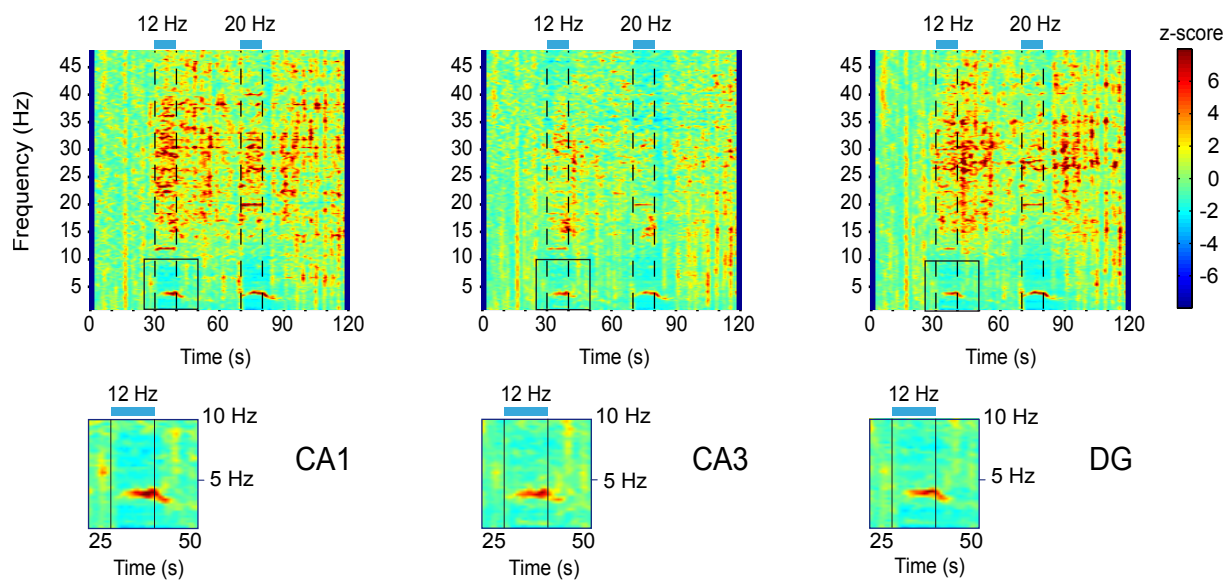 12 Hz 20 Hz 12 Hz 20 Hz 12 Hz 20 Hz z-score
Frequency (Hz)
45 45 45
40 40 40
35 35 35
30 30 30
25 25 25
20 20 20
15 15 15
10 10 10
5 5 5
6
4
2
0
-2
-4
-6
0 30 60 90 120 0 30 60 90 120 0 30 60 90 120
Time (s) Time (s) Time (s)
12 Hz 12 Hz 12 Hz
10 Hz 10 Hz 10 Hz
CA1 CA3 DG
5 Hz 5 Hz 5 Hz
25 50 25 50 25 50
Time (s) Time (s) Time (s)